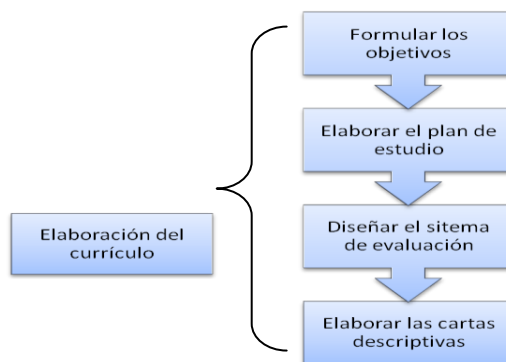 Formular los
objetivos
Elaborar el plan de
estudio
Diseñar el sitema
de evaluación
Elaboración del
currículo
Elaborar las cartas
descriptivas